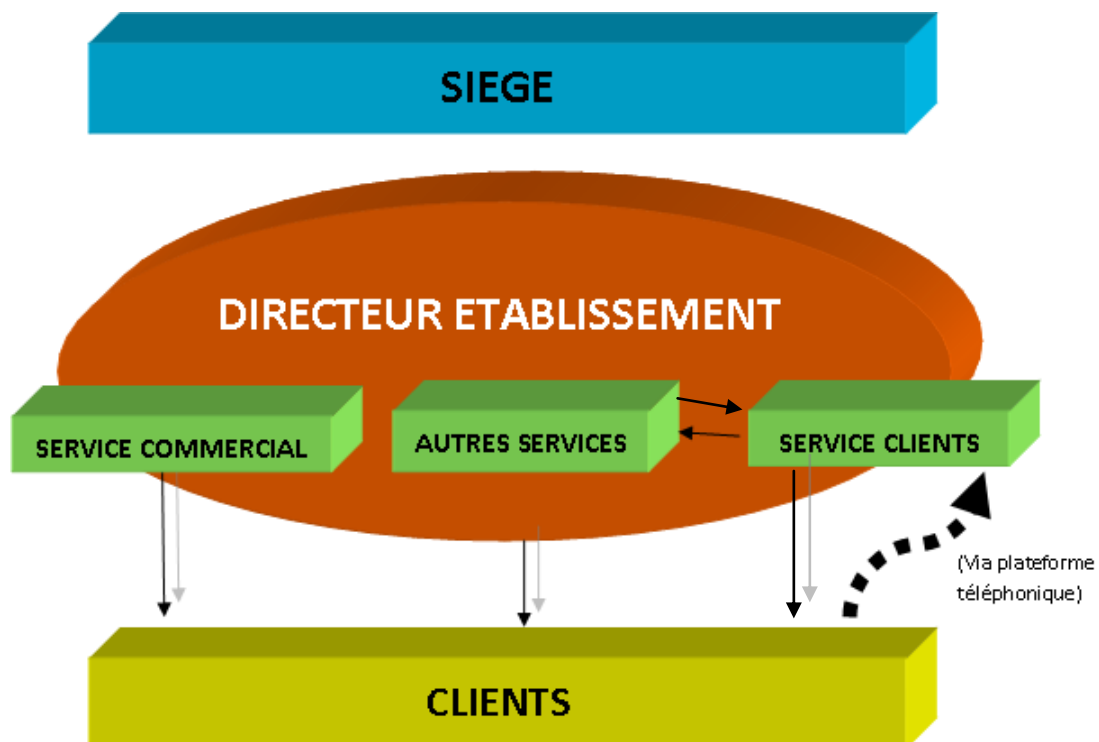 SIEGE
DIRECTEUR ETABLISSEMENT
SERVICE COMMERCIAL
AUTRES SERVICES
SERVICE CLIENTS
(Via plateforme
téléphonique)
CLIENTS